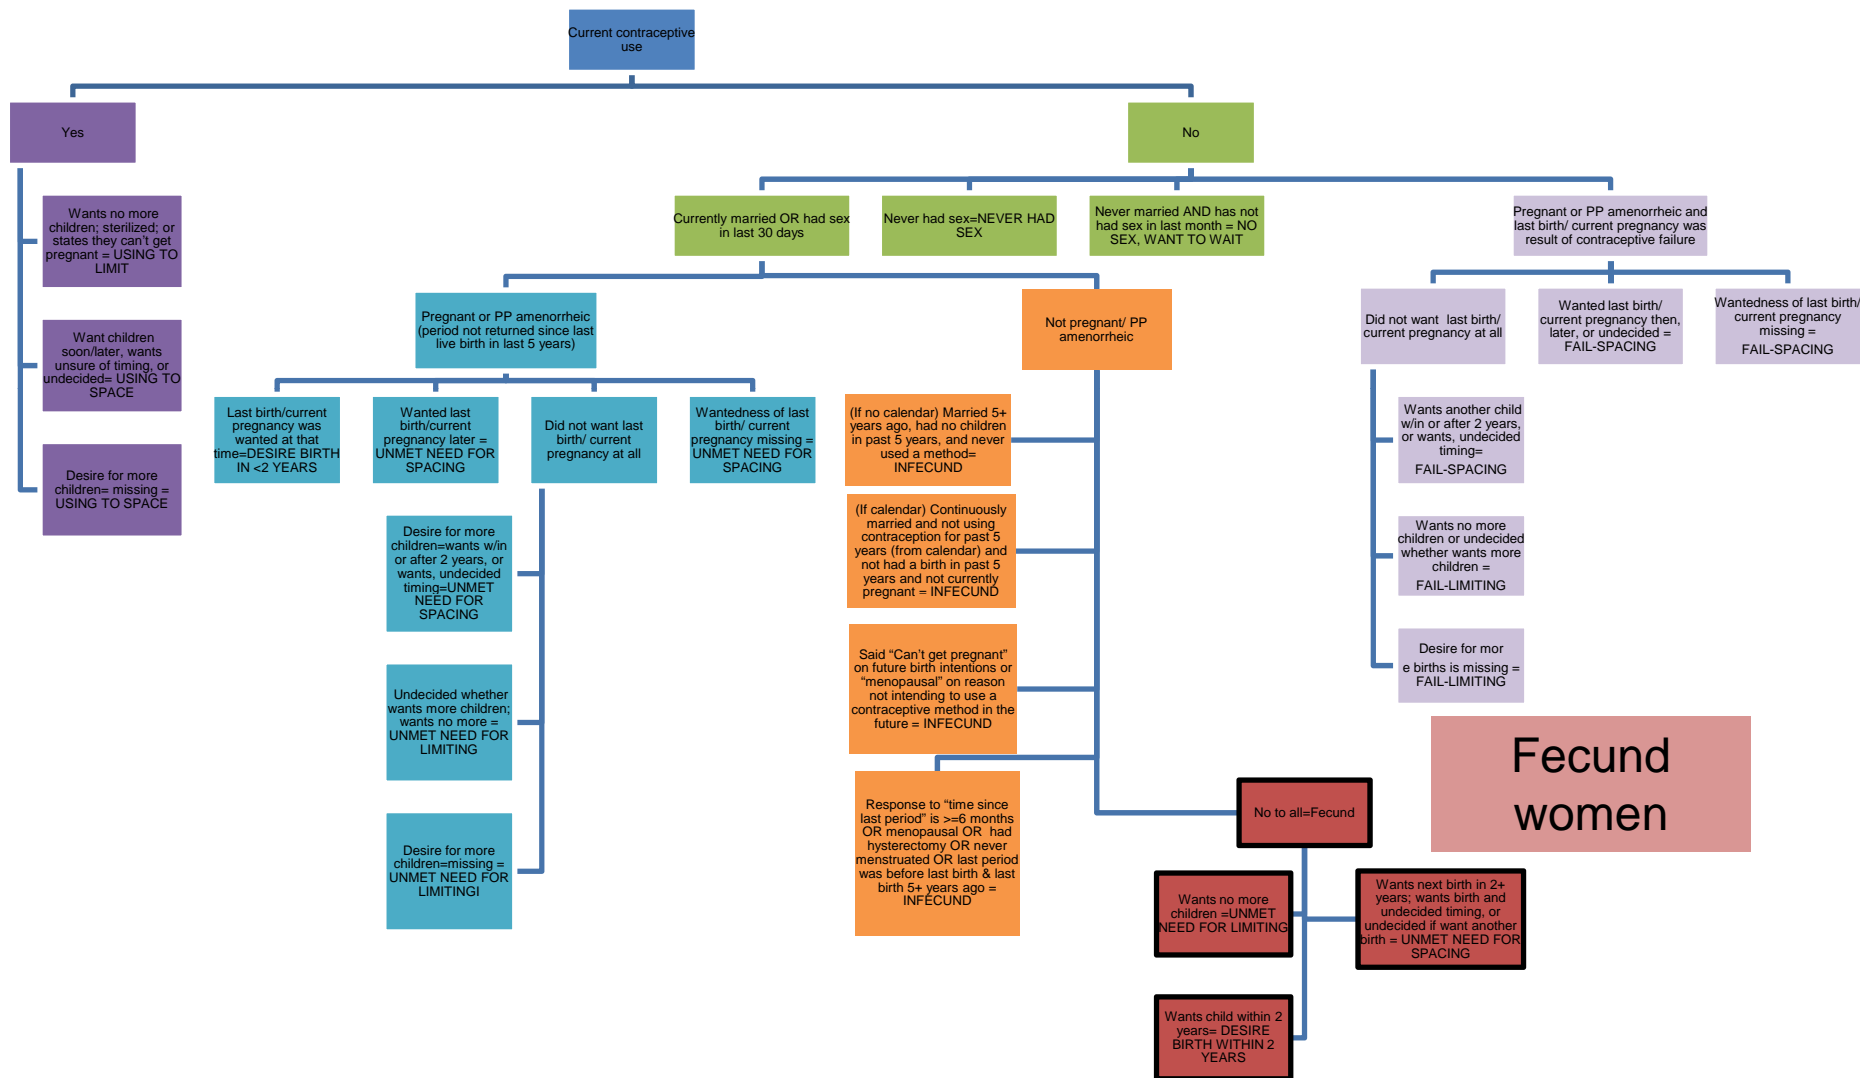 Current contraceptive
use
Yes
No
Wants no more
children; sterilized; or
states they can’t get
pregnant = USING TO
LIMIT
Want children
soon/later, wants
unsure of timing, or
undecided= USING TO
SPACE
Desire for more
children= missing =
USING TO SPACE
Currently married OR had sex
in last 30 days
Never had sex=NEVER HAD
SEX
Never married AND has not
had sex in last month = NO
SEX, WANT TO WAIT
Pregnant or PP amenorrheic and
last birth/ current pregnancy was
result of contraceptive failure
Pregnant or PP amenorrheic
(period not returned since last
live birth in last 5 years)
Not pregnant/ PP
amenorrheic
Last birth/current
pregnancy was
wanted at that
time=DESIRE BIRTH
IN <2 YEARS
Wanted last
birth/current
pregnancy later =
UNMET NEED FOR
SPACING
Did not want last
birth/ current
pregnancy at all
Wantedness of last
birth/ current
pregnancy missing =
UNMET NEED FOR
SPACING
Desire for more
children=wants w/in
or after 2 years, or
wants, undecided
timing=UNMET
NEED FOR
SPACING
Undecided whether
wants more children;
wants no more =
UNMET NEED FOR
LIMITING
Desire for more
children=missing =
UNMET NEED FOR
LIMITINGI
(If no calendar) Married 5+
years ago, had no children
in past 5 years, and never
used a method=
INFECUND
(If calendar) Continuously
married and not using
contraception for past 5
years (from calendar) and
not had a birth in past 5
years and not currently
pregnant = INFECUND
Said “Can’t get pregnant”
on future birth intentions or
“menopausal” on reason
not intending to use a
contraceptive method in the
future = INFECUND
Response to “time since
last period” is >=6 months
OR menopausal OR had
hysterectomy OR never
menstruated OR last period
was before last birth & last
birth 5+ years ago =
INFECUND
No to all=Fecund
Wants no more
children =UNMET
NEED FOR LIMITING
Wants next birth in 2+
years; wants birth and
undecided timing, or
undecided if want another
birth = UNMET NEED FOR
SPACING
Wants child within 2
years= DESIRE
BIRTH WITHIN 2
YEARS
Did not want last birth/
current pregnancy at all
Wanted last birth/
current pregnancy then,
later, or undecided =
FAIL-SPACING
Wantedness of last birth/
current pregnancy
missing =
FAIL-SPACING
Wants another child
w/in or after 2 years,
or wants, undecided
timing=
FAIL-SPACING
Wants no more
children or undecided
whether wants more
children =
FAIL-LIMITING
Desire for mor
e births is missing =
FAIL-LIMITING
Fecund
women